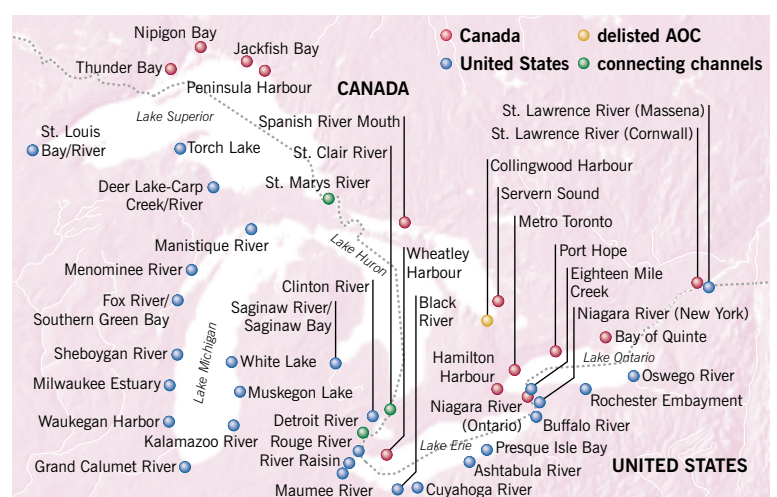 Nipigon Bay
Jackfish Bay
Thunder Bay
Peninsula Harbour
Canada
delisted AOC
United States
connecting channels
CANADA
Lake Superior
Spanish River Mouth
St. Lawrence River (Massena)
St. Lawrence River (Cornwall)
St. Louis
Bay/River
Torch Lake
St. Clair River
Collingwood Harbour
Deer Lake-Carp
Creek/River
St. Marys River
Servern Sound
Metro Toronto
Manistique River
Lake Huron
Wheatley
Harbour
Port Hope
Menominee River
Clinton River
Eighteen Mile
Creek
Fox River/
Southern Green Bay
Saginaw River/
Saginaw Bay
Black
River
Niagara River (New York)
Bay of Quinte
Sheboygan River
Lake Michigan
White Lake
Hamilton
Harbour
Lake Ontario
Milwaukee Estuary
Muskegon Lake
Oswego River
Rochester Embayment
Waukegan Harbor
Kalamazoo River
Detroit River
Niagara River
(Ontario)
Buffalo River
Rouge River
Lake Erie
Presque Isle Bay
Grand Calumet River
River Raisin
Ashtabula River
UNITED STATES
Maumee River
Cuyahoga River